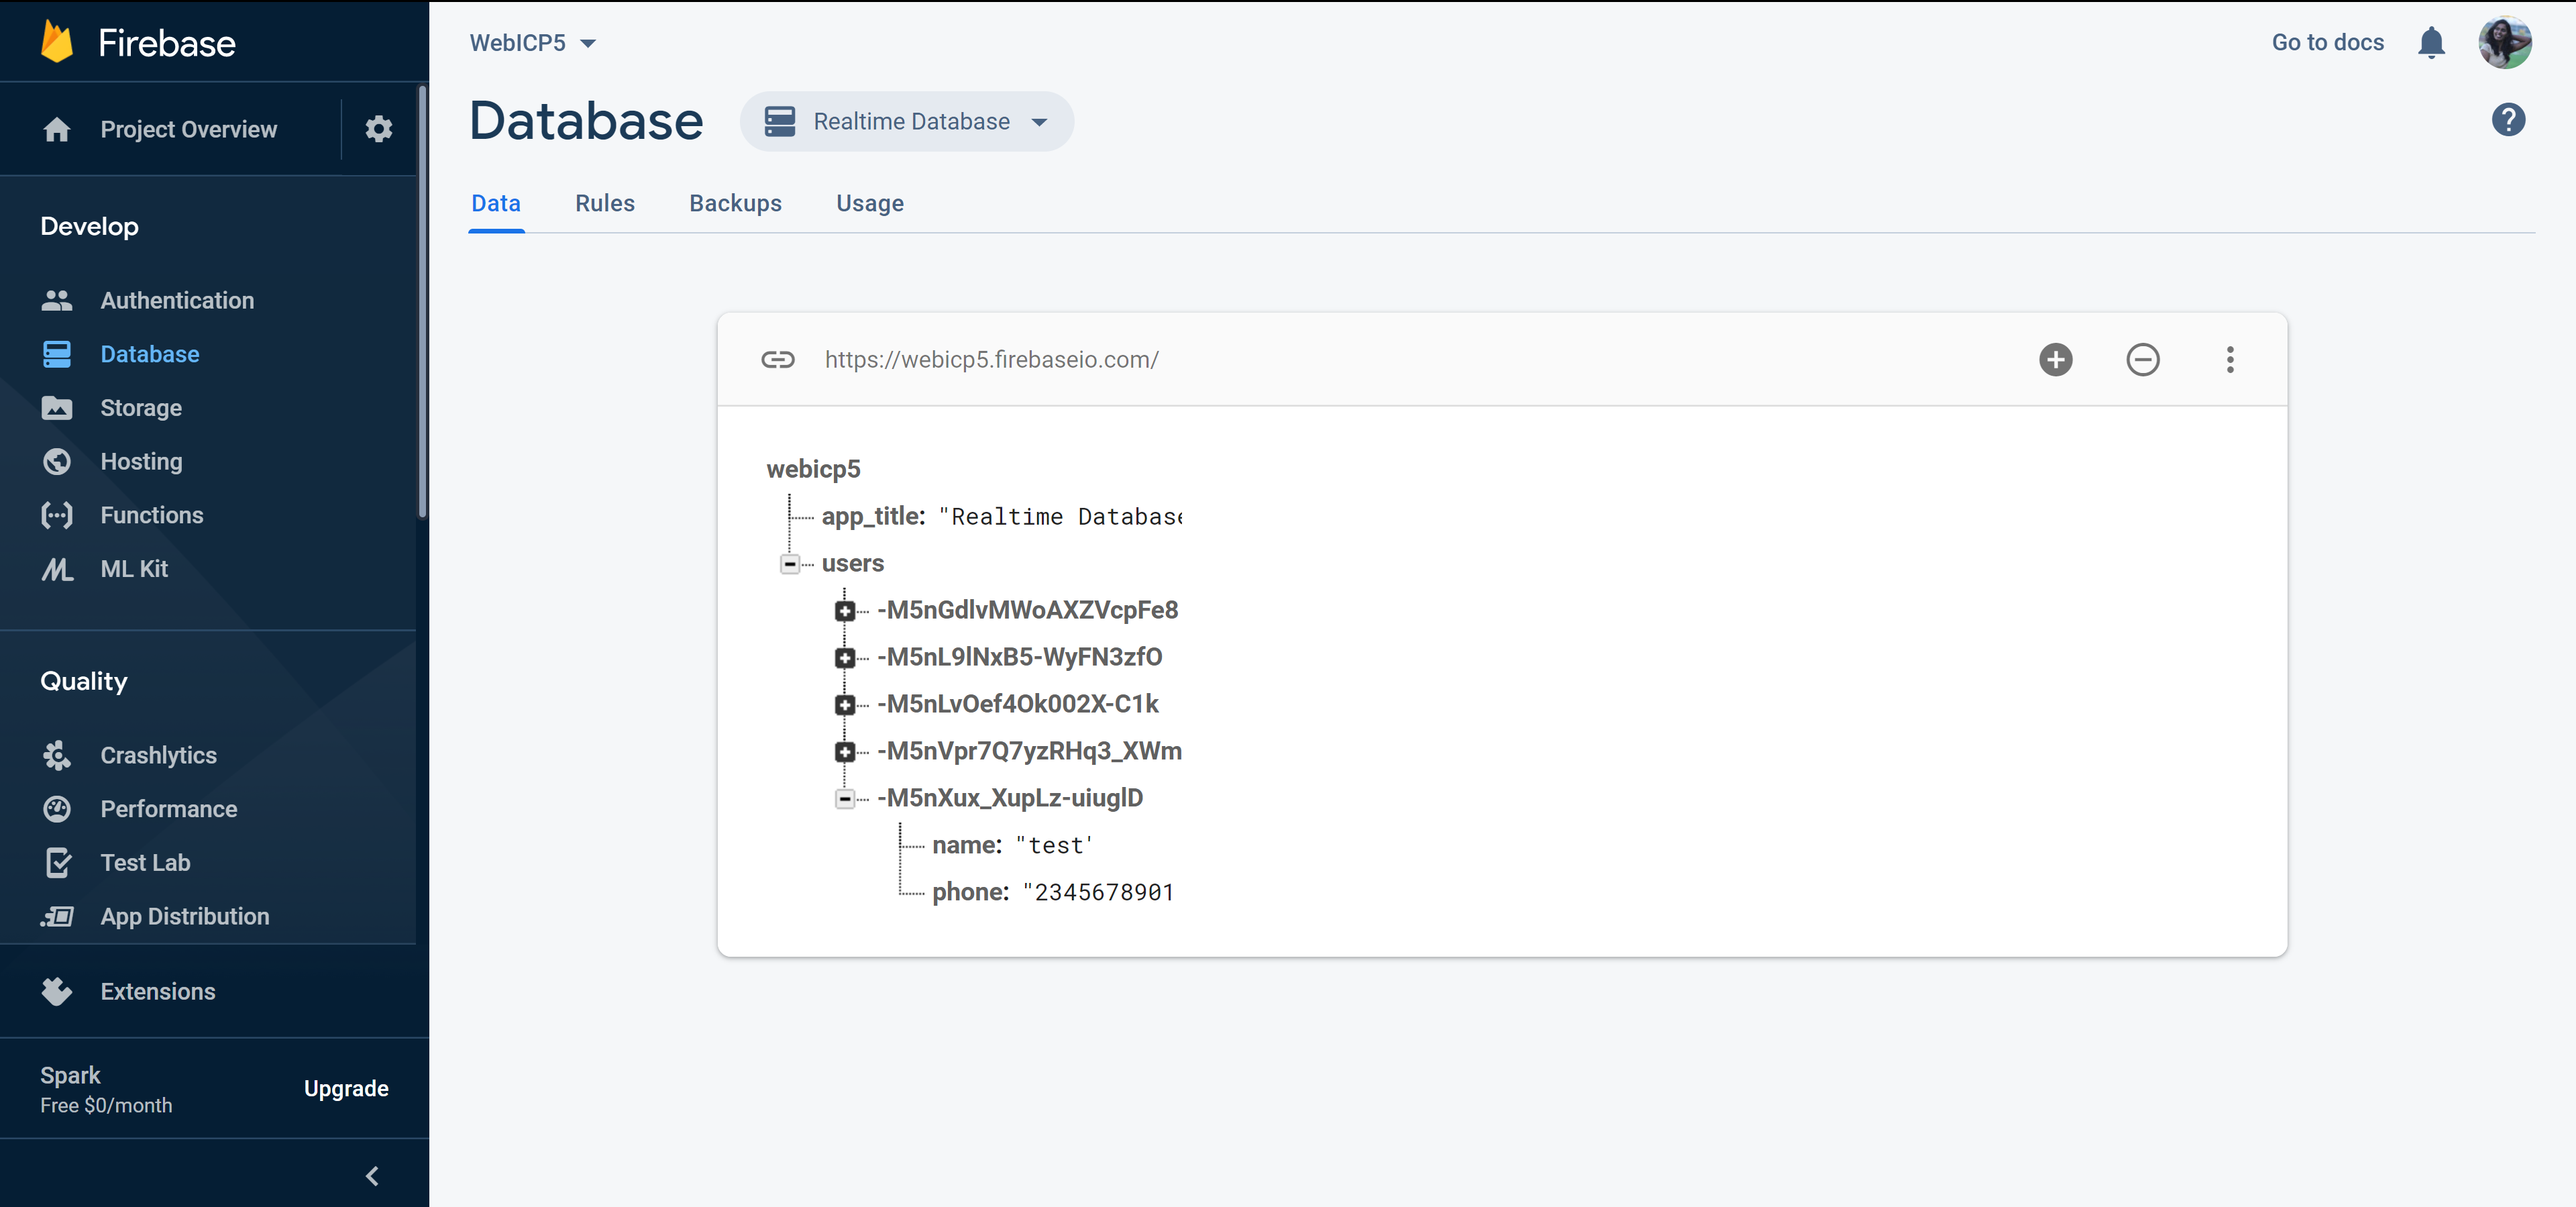 Firebase
Project Overview
Develop
Authentication
Database
Storage
Hosting
Functions
ML Kit
Quality
Crashlytics
Performance
Test Lab
App Distribution
Extensions
Spark
Free $0/month
Upgrade
WebICP5
Go to docs
Database
Realtime Database
Data Rules Backups Usage
https://webicp5.firebaseio.com/
webicp5
app_title: "Realtime Database
users
-M5nGdlvMWoAXZVcpFe8
-M5nL9lNxB5-WyFN3zfO
-M5nLvOef4Ok002X-C1k
-M5nVpr7Q7yzRHq3_XWm
-M5nXux_XupLz-uiuglD
name: "test'
phone: "2345678901